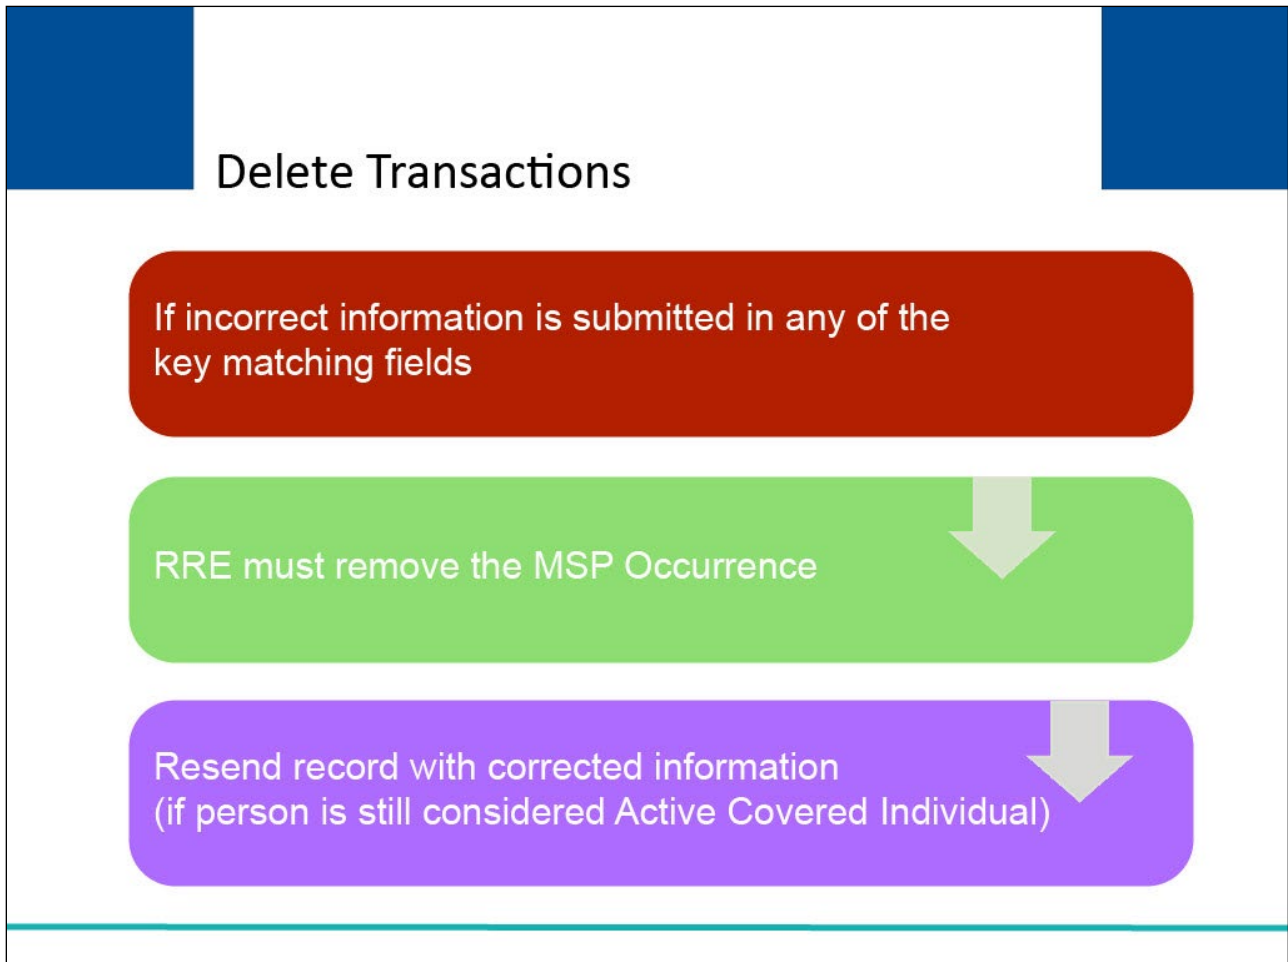 Delete Transactions
If incorrect information is submitted in any of the
key matching fields
RRE must remove the MSP Occurrence
Resend record with corrected information
(if person is still considered Active Covered Individual)